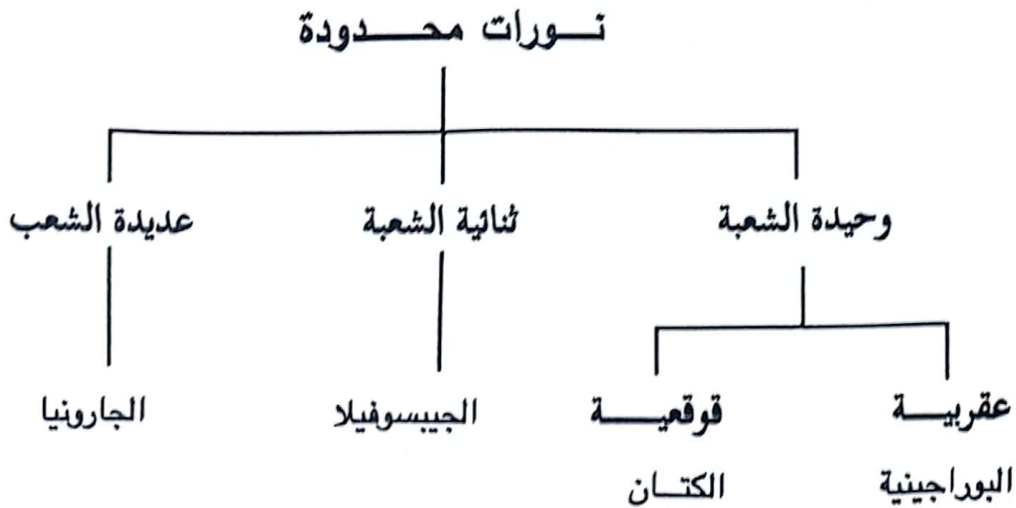 نورات محدودة
وحيدة الشعبة ثنائية الشعبة عديدة الشعب
عقربية قوقعية الجيبسوفيلا الجارونيا
البوراجينية الكتان